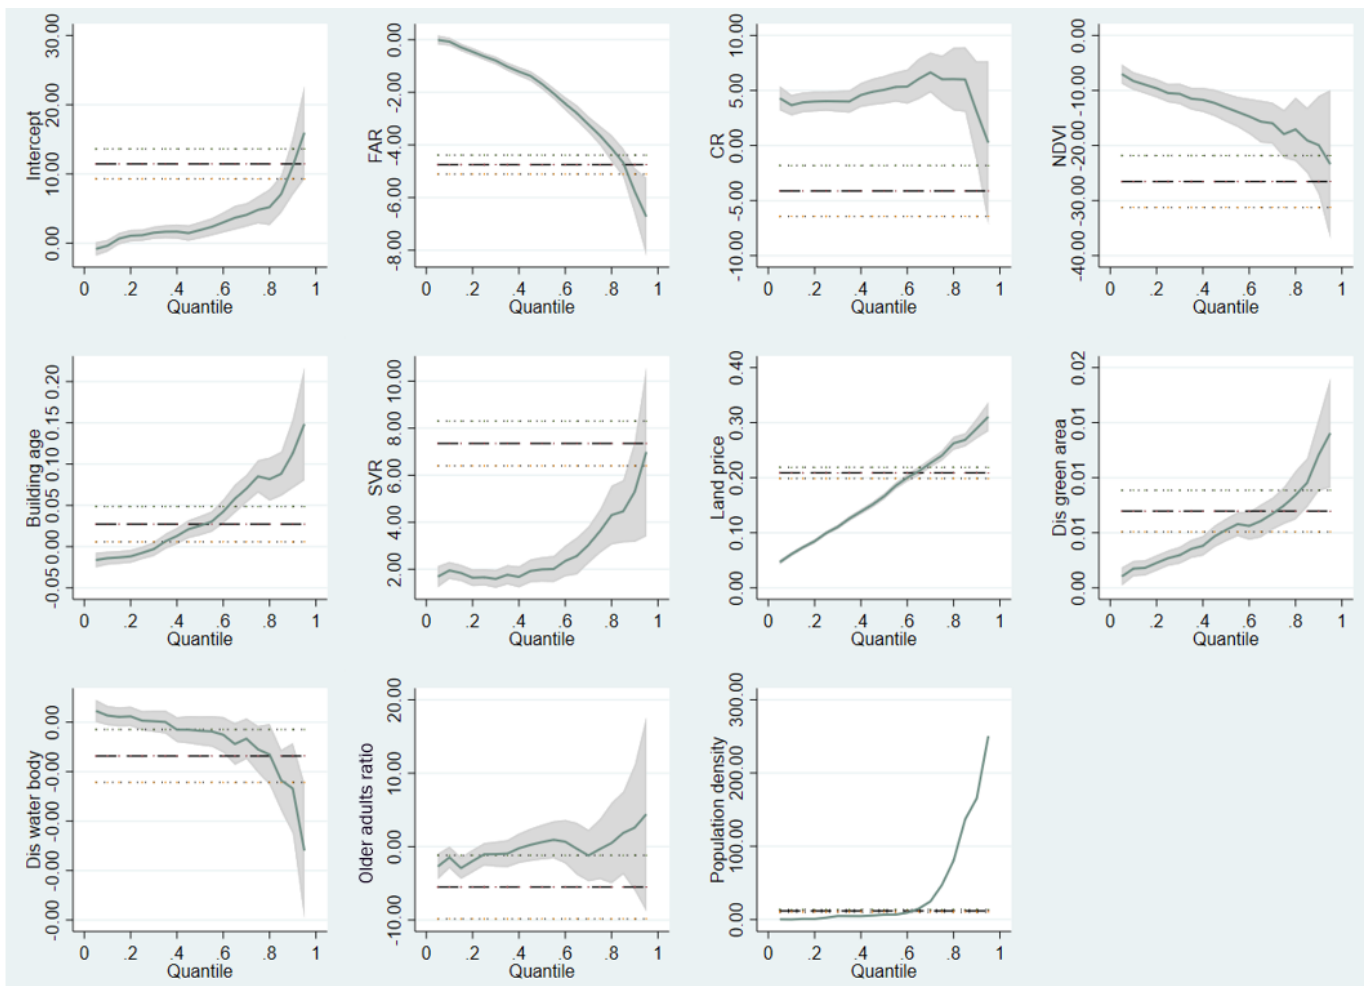 Intercept
30.00
20.00
10.00
0.00
0 .2 .4 .6 .8 1
Quantile
FAR
0.00
-2.00
-4.00
-6.00
-8.00
0 .2 .4 .6 .8 1
Quantile
CR
10.00
5.00
0.00
-5.00
-10.00
0 .2 .4 .6 .8 1
Quantile
NDVI
0.00
-10.00
-20.00
-30.00
-40.00
0 .2 .4 .6 .8 1
Quantile
Building age
0.20
0.15
0.10
0.05
0.00
-0.05
0 .2 .4 .6 .8 1
Quantile
SVR
10.00
8.00
6.00
4.00
2.00
0 .2 .4 .6 .8 1
Quantile
Land price
0.40
0.30
0.20
0.10
0.00
0 .2 .4 .6 .8 1
Quantile
Dis green area
0.02
0.01
0.01
0.01
0.00
0 .2 .4 .6 .8 1
Quantile
Dis water body
0.00
-0.00
-0.00
-0.00
-0.00
0 .2 .4 .6 .8 1
Quantile
Older adults ratio
20.00
10.00
0.00
-10.00
0 .2 .4 .6 .8 1
Quantile
Population density
300.00
200.00
100.00
0.00
0 .2 .4 .6 .8 1
Quantile